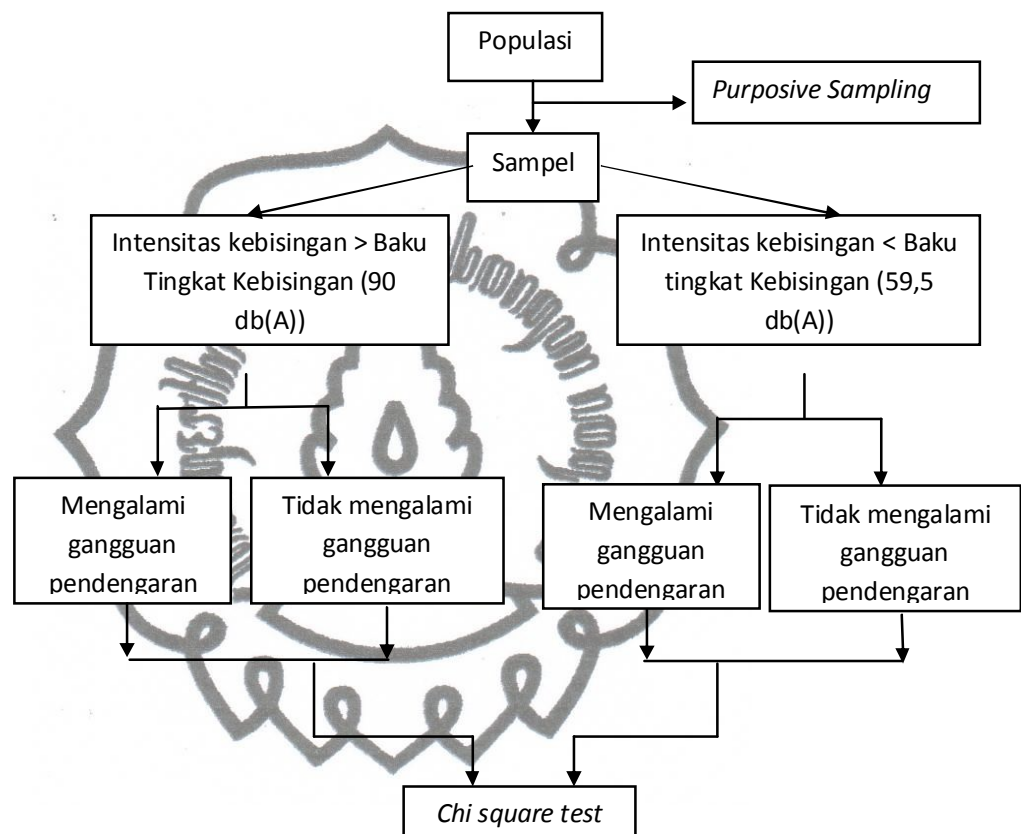 Populasi
Purposive Sampling
Sampel
Intensitas kebisingan > Baku
Tingkat Kebisingan (90
db(A))
Intensitas kebisingan < Baku
tingkat Kebisingan (59,5
db(A))
Mengalami
gangguan
pendengaran
Tidak mengalami
gangguan
pendengaran
Mengalami
gangguan
pendengaran
Tidak mengalami
gangguan
pendengaran
Chi square test